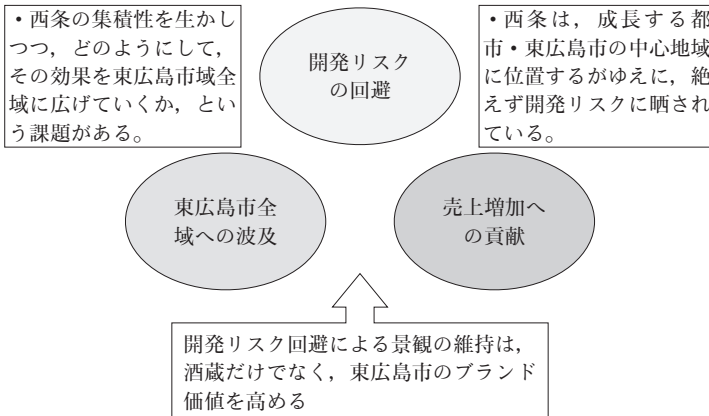 ・西条の集積性を生かし
つつ，どのようにして，
その効果を東広島市域全
域に広げていくか，とい
う課題がある。
開発リスク
の回避
・西条は，成長する都
市・東広島市の中心地域
に位置するがゆえに，絶
えず開発リスクに晒され
ている。
東広島市全
域への波及
売上増加へ
の貢献
開発リスク回避による景観の維持は，
酒蔵だけでなく，東広島市のブランド
価値を高める